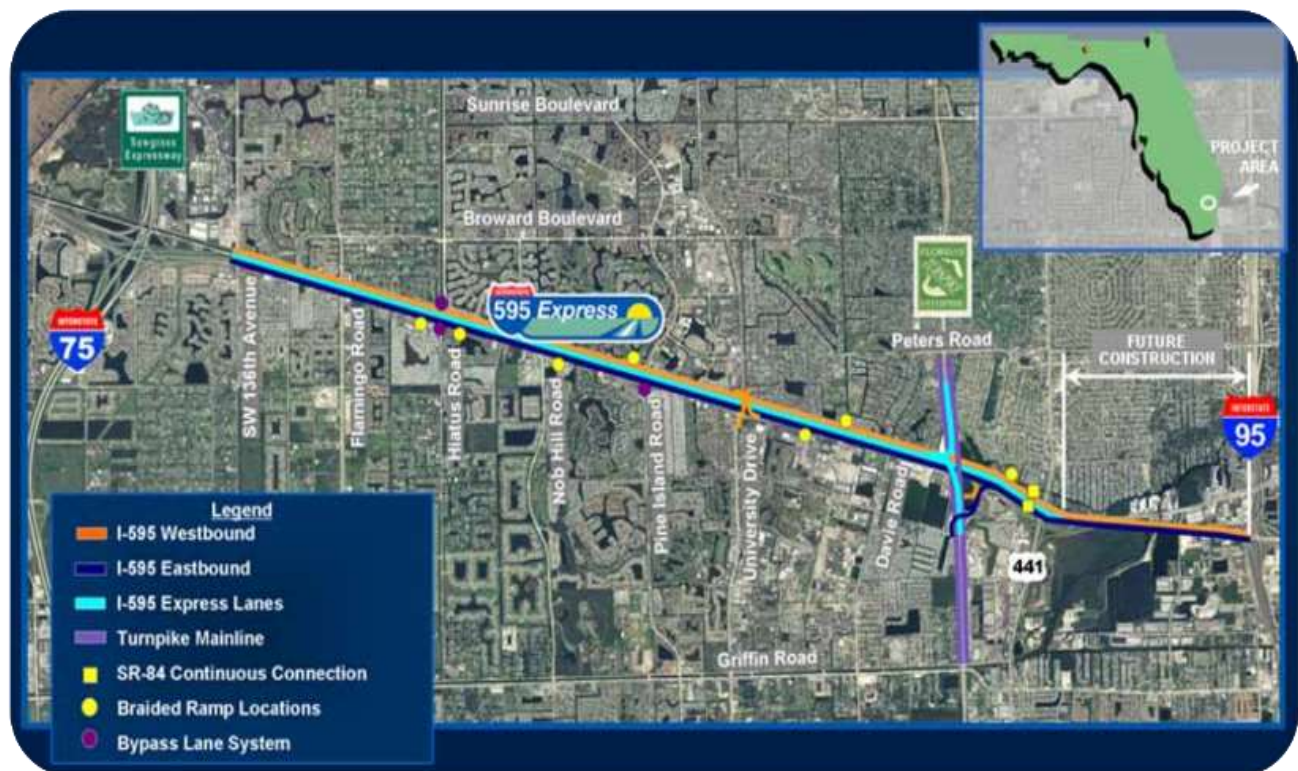 Sunrise Boulevard
Sawgrass
Expressway
PROJECT
AREA
Broward Boulevard
INTERSTATE
595 Express
INTERSTATE
75
SW 136th Avenue
Flamingo Road
Hiatus Road
Nob Hill Road
Pine Island Road
University Drive
Davie Road
Peters Road
FUTURE
CONSTRUCTION
INTERSTATE
95
441
Griffin Road
Legend
I-595 Westbound
I-595 Eastbound
I-595 Express Lanes
Turnpike Mainline
SR-84 Continuous Connection
Braided Ramp Locations
Bypass Lane System